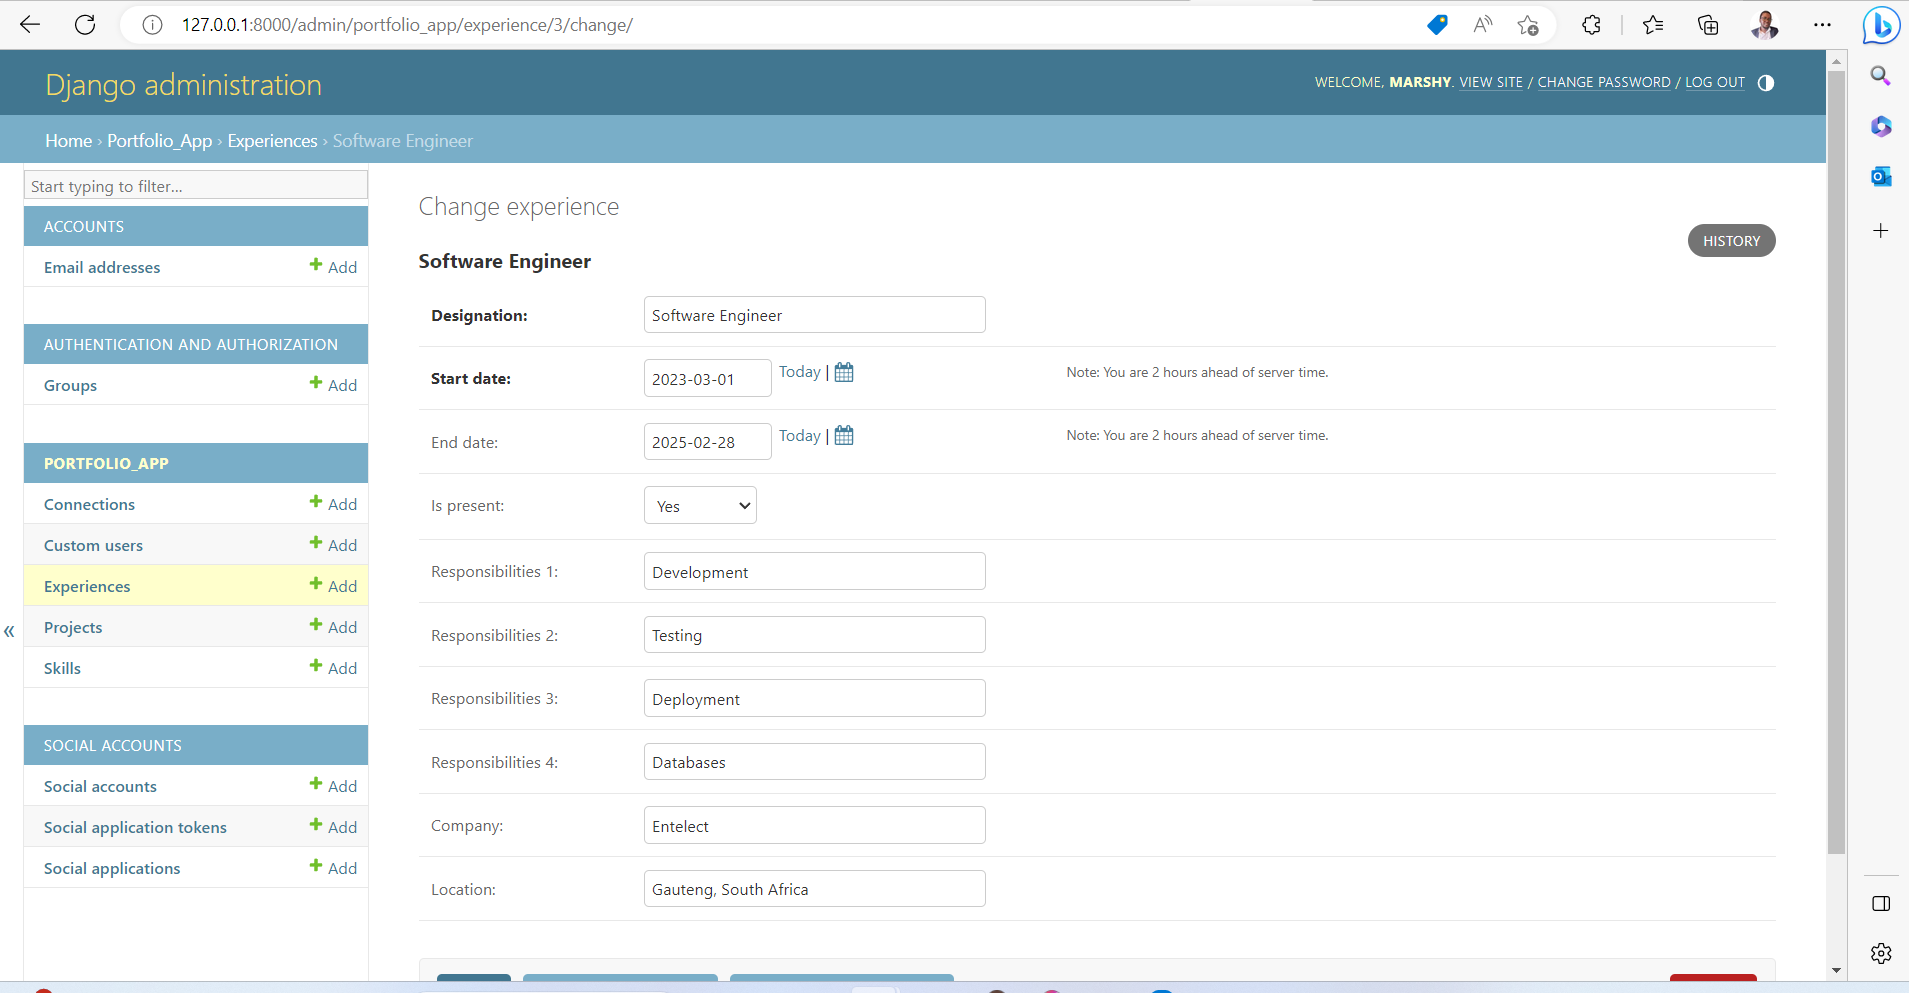 127.0.0.1:8000/admin/portfolio_app/experience/3/change/
Django administration
WELCOME, MARSHY. VIEW SITE / CHANGE PASSWORD / LOG OUT
Home › Portfolio_App › Experiences › Software Engineer
Start typing to filter...
ACCOUNTS
Email addresses
Add
AUTHENTICATION AND AUTHORIZATION
Groups
Add
PORTFOLIO_APP
Connections
Add
Custom users
Add
Experiences
Add
Projects
Add
Skills
Add
SOCIAL ACCOUNTS
Social accounts
Add
Social application tokens
Add
Social applications
Add
«
Change experience
HISTORY
Software Engineer
Designation: Software Engineer
Start date: 2023-03-01 Today | Note: You are 2 hours ahead of server time.
End date: 2025-02-28 Today | Note: You are 2 hours ahead of server time.
Is present: Yes
Responsibilities 1: Development
Responsibilities 2: Testing
Responsibilities 3: Deployment
Responsibilities 4: Databases
Company: Entelect
Location: Gauteng, South Africa